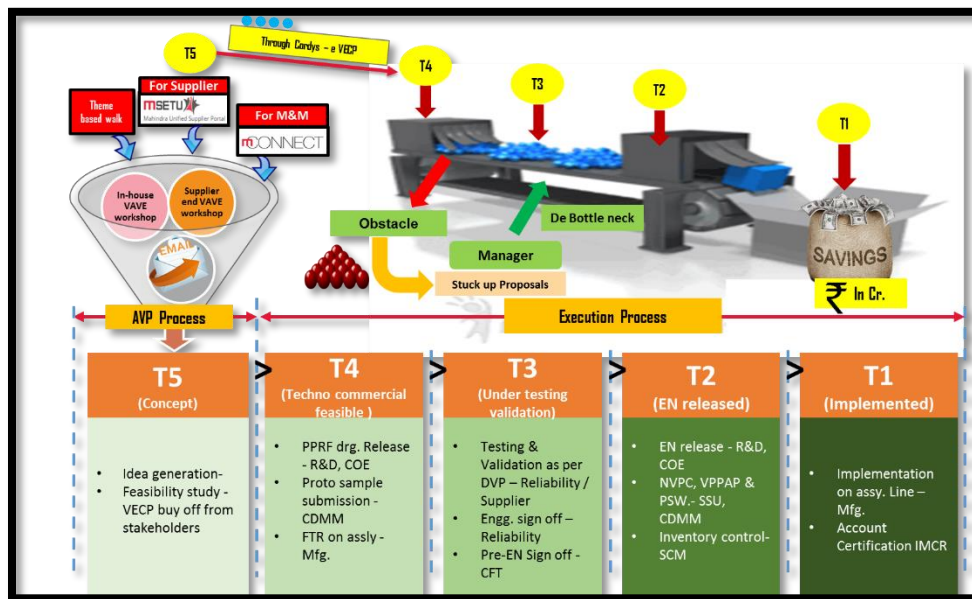 T5
Through Cordys – e VECP
T4
T3
T2
T1
Theme
based walk
For Supplier
mSETU
Mahindra Unified Supplier Portal
For M&M
mCONNECT
In-house
VAVE
workshop
Supplier
end VAVE
workshop
EMAIL
Obstacle
De Bottle neck
Manager
Stuck up Proposals
SAVINGS
₹ In Cr.
AVP Process
Execution Process
T5
(Concept)
• Idea generation-
• Feasibility study -
VECP buy off from
stakeholders
>
T4
(Techno commercial
feasible )
• PPRF drg. Release
- R&D, COE
• Proto sample
submission -
CDMM
• FTR on assly -
Mfg.
>
T3
(Under testing
validation)
• Testing &
Validation as per
DVP – Reliability /
Supplier
• Engg. sign off –
Reliability
• Pre-EN Sign off -
CFT
>
T2
(EN released)
• EN release - R&D,
COE
• NVPC, VPPAP &
PSW.- SSU,
CDMM
• Inventory control-
SCM
>
T1
(Implemented)
• Implementation
on assy. Line –
Mfg.
• Account
Certification IMCR